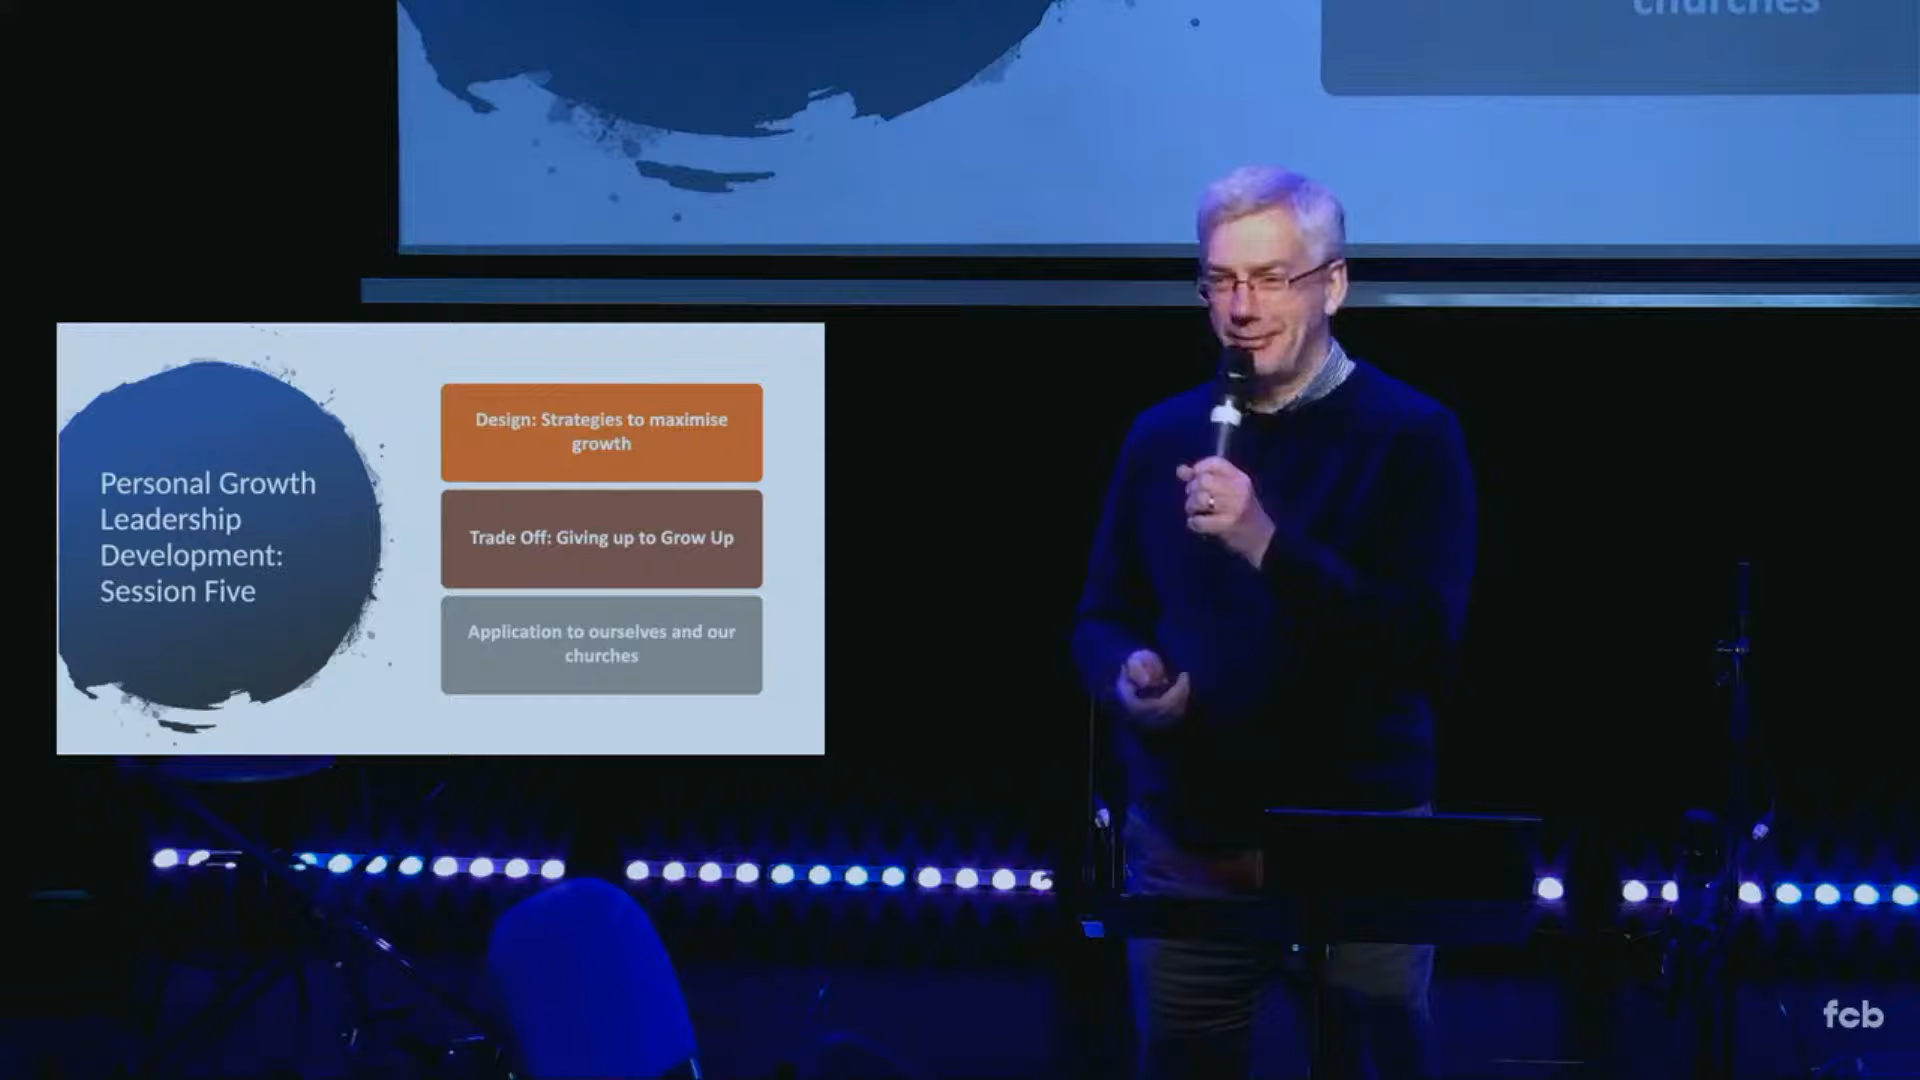 churches
Personal Growth
Leadership
Development:
Session Five
Design: Strategies to maximise
growth
Trade Off: Giving up to Grow Up
Application to ourselves and our
churches
fcb